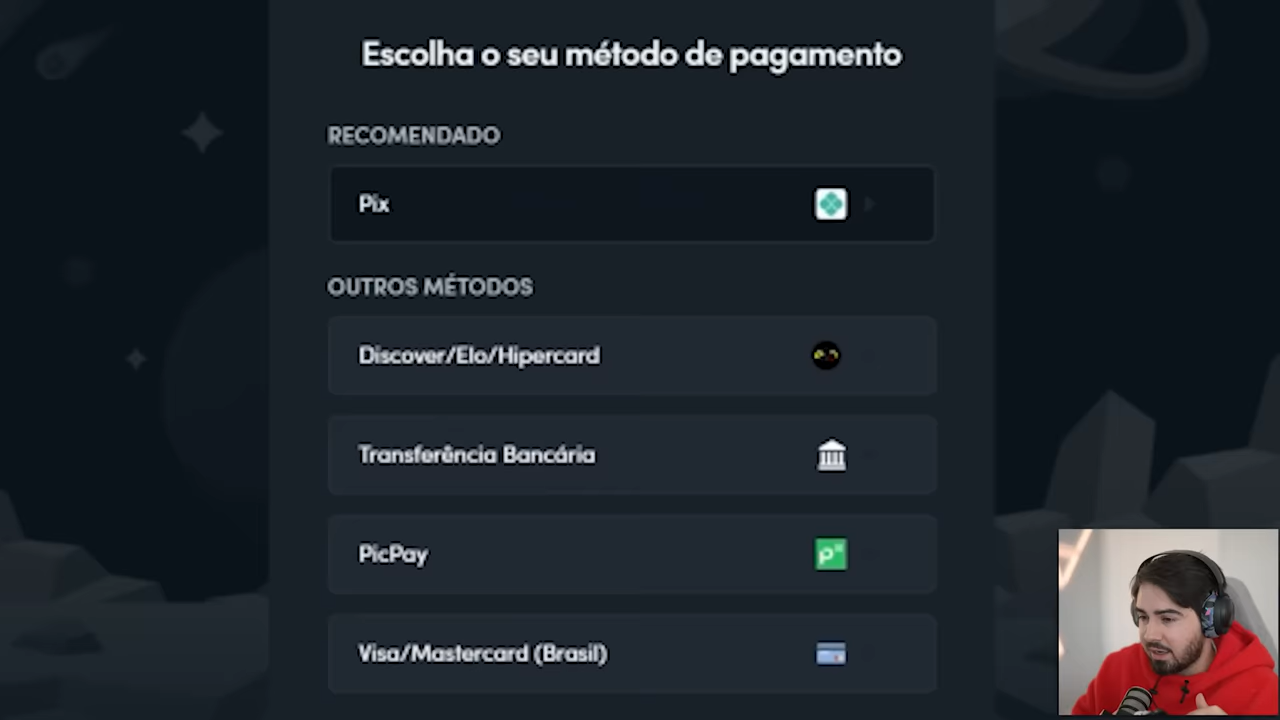 Escolha o seu método de pagamento
RECOMENDADO
Pix
OUTROS MÉTODOS
Discover/Elo/Hipercard
Transferência Bancária
PicPay
Visa/Mastercard (Brasil)